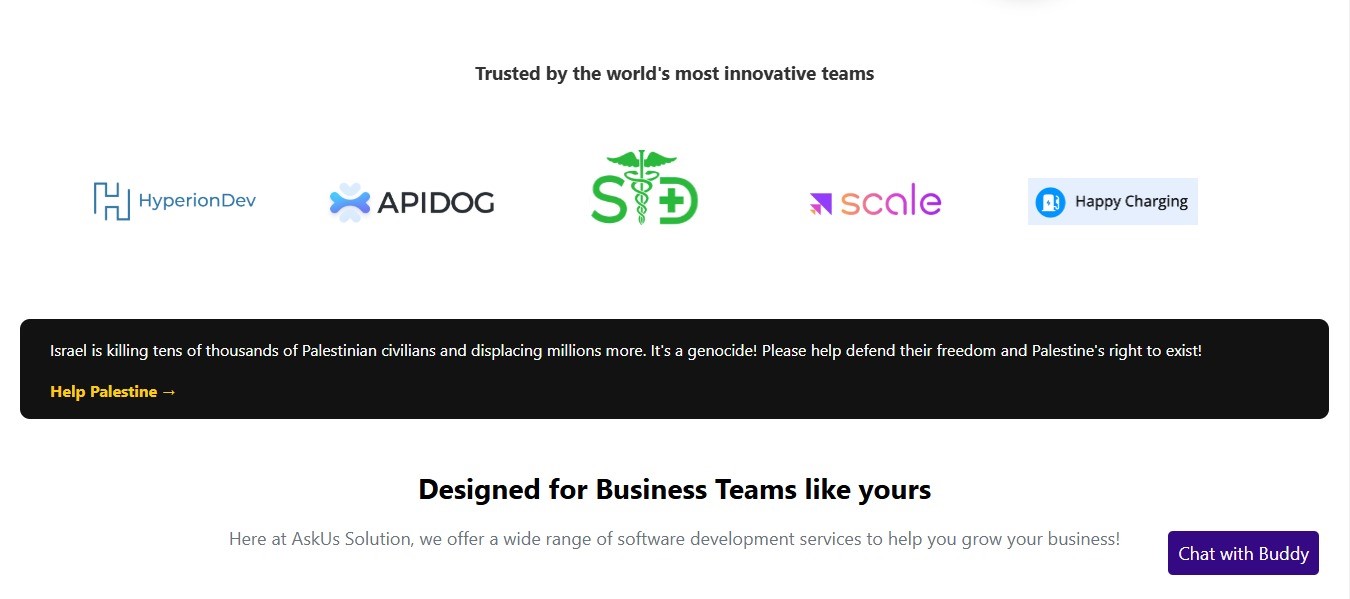 Trusted by the world's most innovative teams
HyperionDev
APIDOG
STD
scale
Happy Charging
Israel is killing tens of thousands of Palestinian civilians and displacing millions more. It's a genocide! Please help defend their freedom and Palestine's right to exist!
Help Palestine →
Designed for Business Teams like yours
Here at AskUs Solution, we offer a wide range of software development services to help you grow your business!
Chat with Buddy